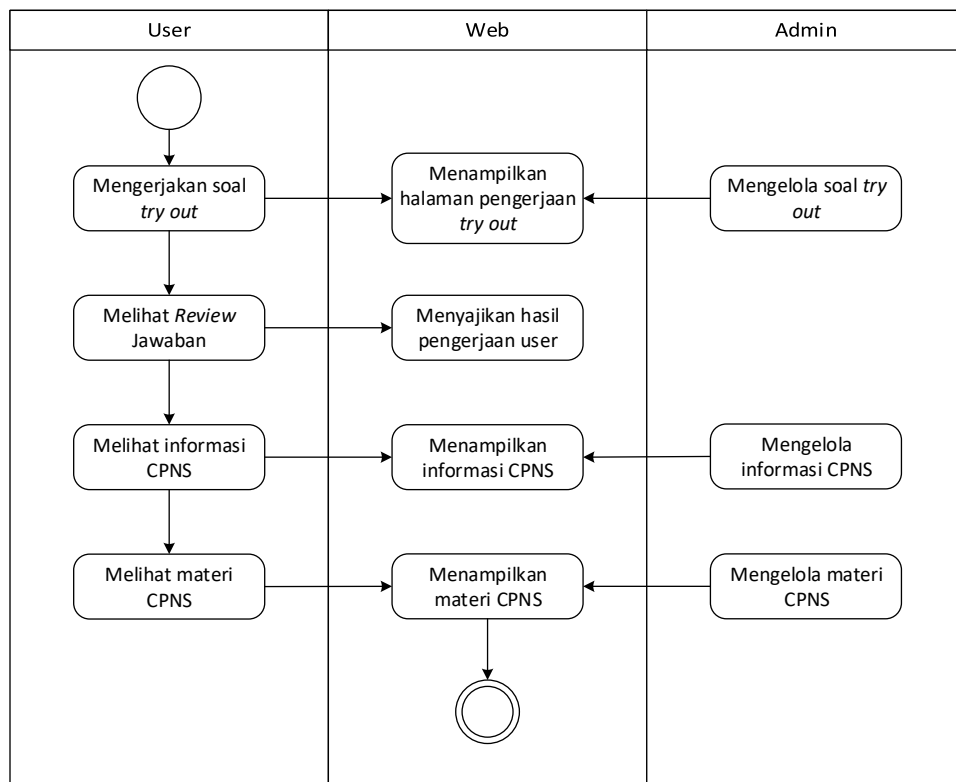 User
Web
Admin
Mengerjakan soal
try out
Menampilkan
halaman pengerjaan
try out
Mengelola soal try
out
Melihat Review
Jawaban
Menyajikan hasil
pengerjaan user
Melihat informasi
CPNS
Menampilkan
informasi CPNS
Mengelola
informasi CPNS
Melihat materi
CPNS
Menampilkan
materi CPNS
Mengelola materi
CPNS